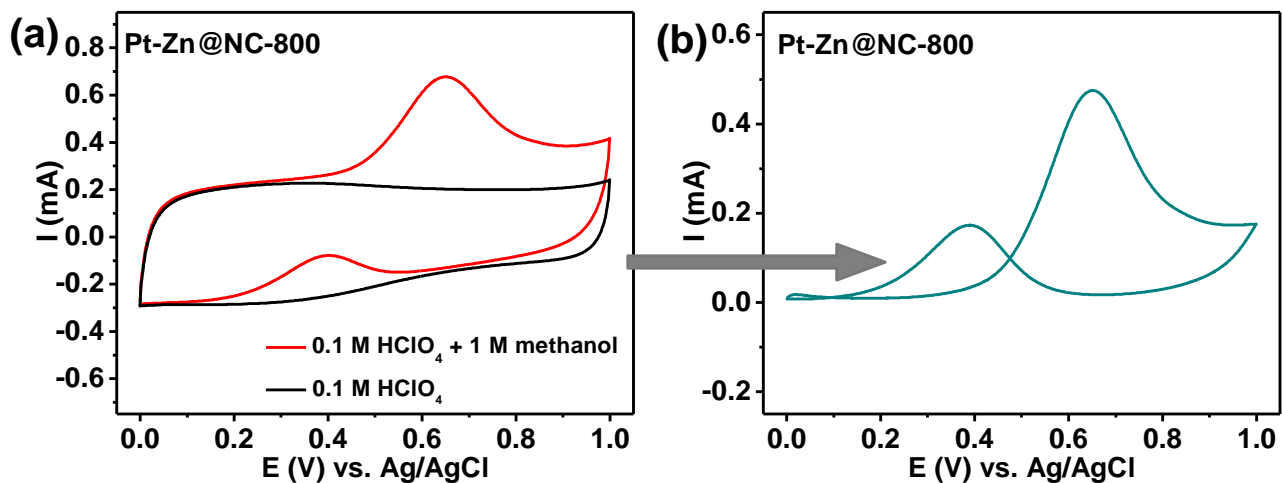 (a)
Pt-Zn@NC-800
I (mA)
0.8
0.6
0.4
0.2
0.0
-0.2
-0.4
-0.6
0.1 M HClO₄ + 1 M methanol
0.1 M HClO₄
0.0 0.2 0.4 0.6 0.8 1.0
E (V) vs. Ag/AgCl
(b)
Pt-Zn@NC-800
I (mA)
0.6
0.4
0.2
0.0
-0.2
0.0 0.2 0.4 0.6 0.8 1.0
E (V) vs. Ag/AgCl